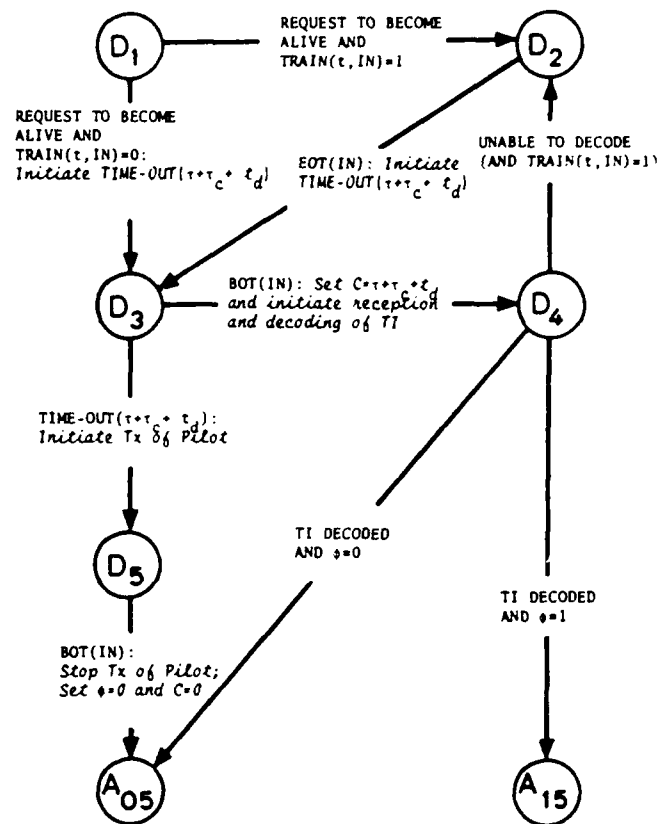 D1
REQUEST TO BECOME
ALIVE AND
TRAIN(t,IN)=1
D2
REQUEST TO BECOME
ALIVE AND
TRAIN(t,IN)=0:
Initiate TIME-OUT(τ+τc+ td)
EOT(IN): Initiate
TIME-OUT(τ+τc+ td)
UNABLE TO DECODE
(AND TRAIN(t,IN)=1)
D3
BOT(IN): Set C=τ+τc+td
and initiate reception
and decoding of TI
D4
TIME-OUT(τ+τc+ td):
Initiate Tx of Pilot
TI DECODED
AND φ=0
D5
TI DECODED
AND φ=1
BOT(IN):
Stop Tx of Pilot;
Set φ=0 and C=0
A05
A15